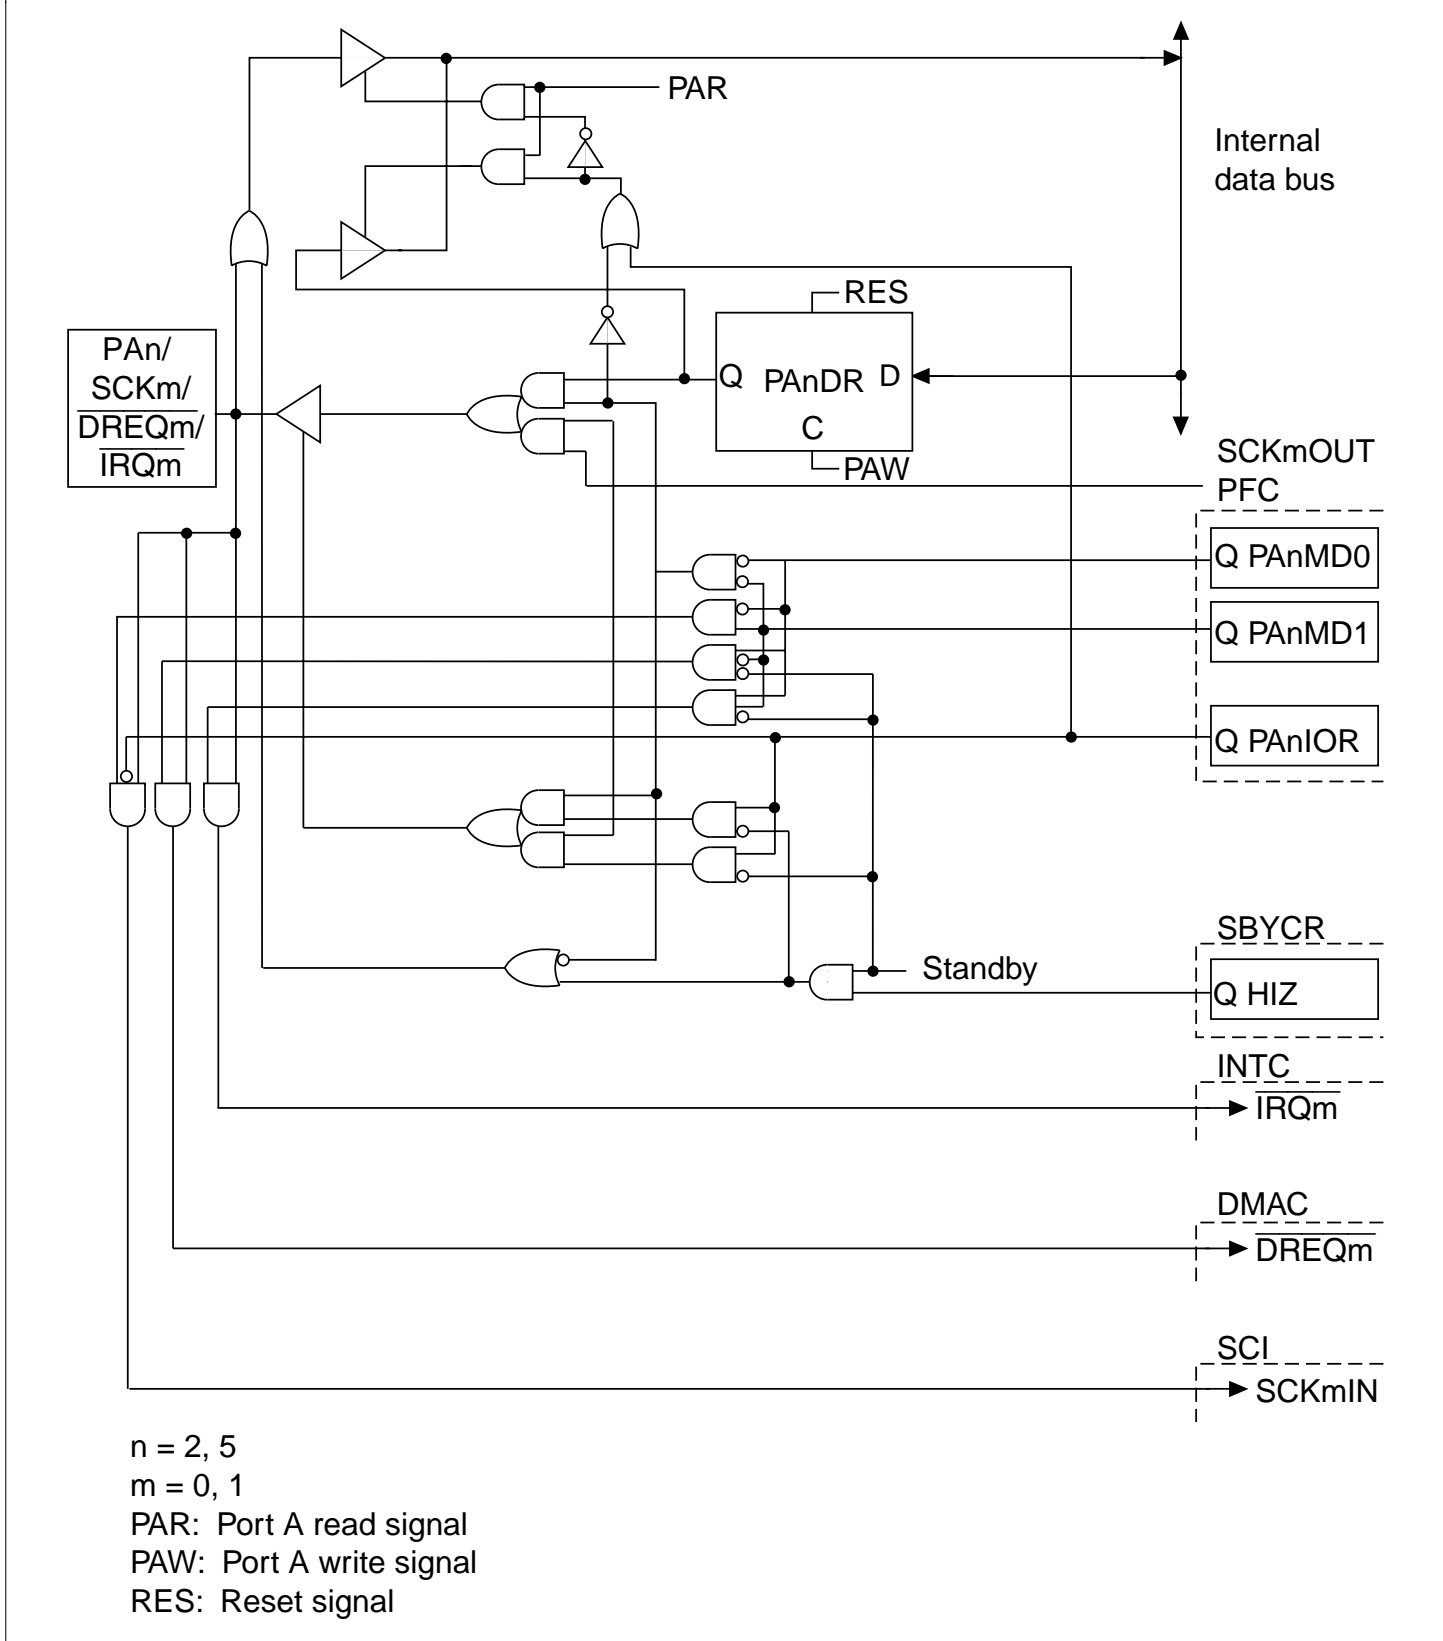 PAR
Internal
data bus
RES
PAn/
SCKm/
DREQm/
IRQm
Q PAnDR D
C
PAW
SCKmOUT
PFC
Q PAnMD0
Q PAnMD1
Q PAnIOR
SBYCR
Standby
Q HIZ
INTC
IRQm
DMAC
DREQm
SCI
SCKmIN
n = 2, 5
m = 0, 1
PAR: Port A read signal
PAW: Port A write signal
RES: Reset signal